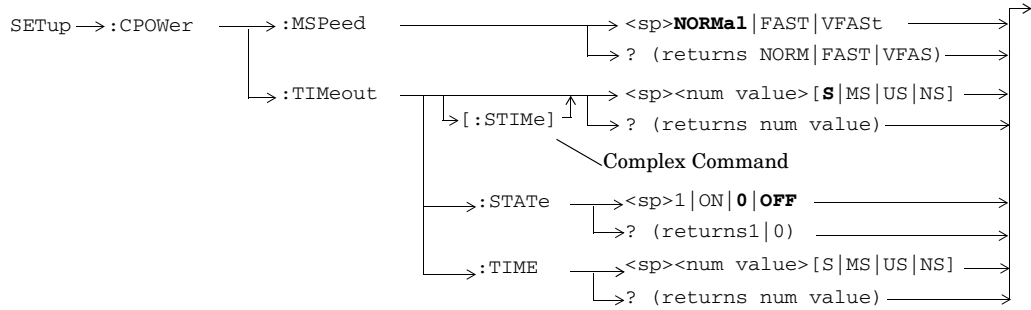 SETup :CPOWer :MSPeed <sp>NORMal|FAST|VFASt
? (returns NORM|FAST|VFAS)
:TIMeout <sp><num value>[S|MS|US|NS]
[:STIMe] ? (returns num value)
Complex Command
:STATe <sp>1|ON|0|OFF
? (returns1|0)
:TIME <sp><num value>[S|MS|US|NS]
? (returns num value)